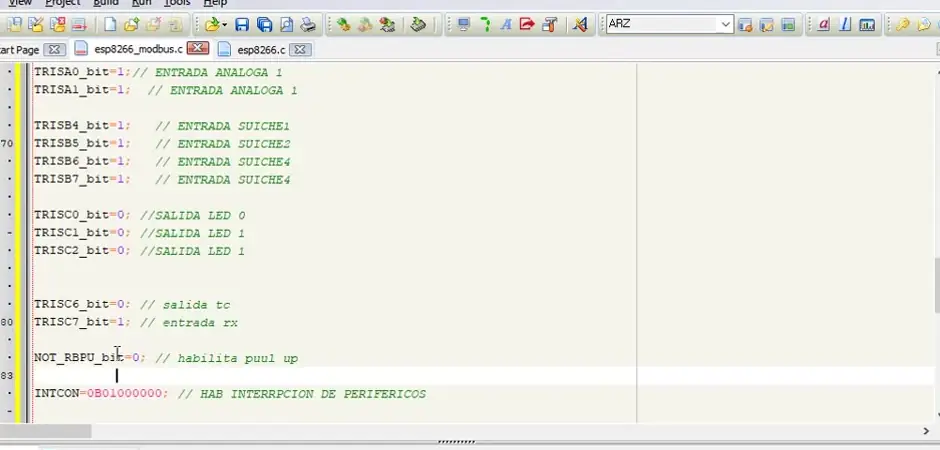 View Project Build Run Tools Help
ARZ
Start Page esp8266_modbus.c esp8266.c
TRISA0_bit=1;// ENTRADA ANALOGA 1
TRISA1_bit=1; // ENTRADA ANALOGA 1
TRISB4_bit=1; // ENTRADA SUICHE1
70 TRISB5_bit=1; // ENTRADA SUICHE2
TRISB6_bit=1; // ENTRADA SUICHE4
TRISB7_bit=1; // ENTRADA SUICHE4
TRISC0_bit=0; //SALIDA LED 0
TRISC1_bit=0; //SALIDA LED 1
TRISC2_bit=0; //SALIDA LED 1
TRISC6_bit=0; // salida tc
80 TRISC7_bit=1; // entrada rx
NOT_RBPU_bit=0; // habilita puul up
83
INTCON=0B01000000; // HAB INTERRPCION DE PERIFERICOS